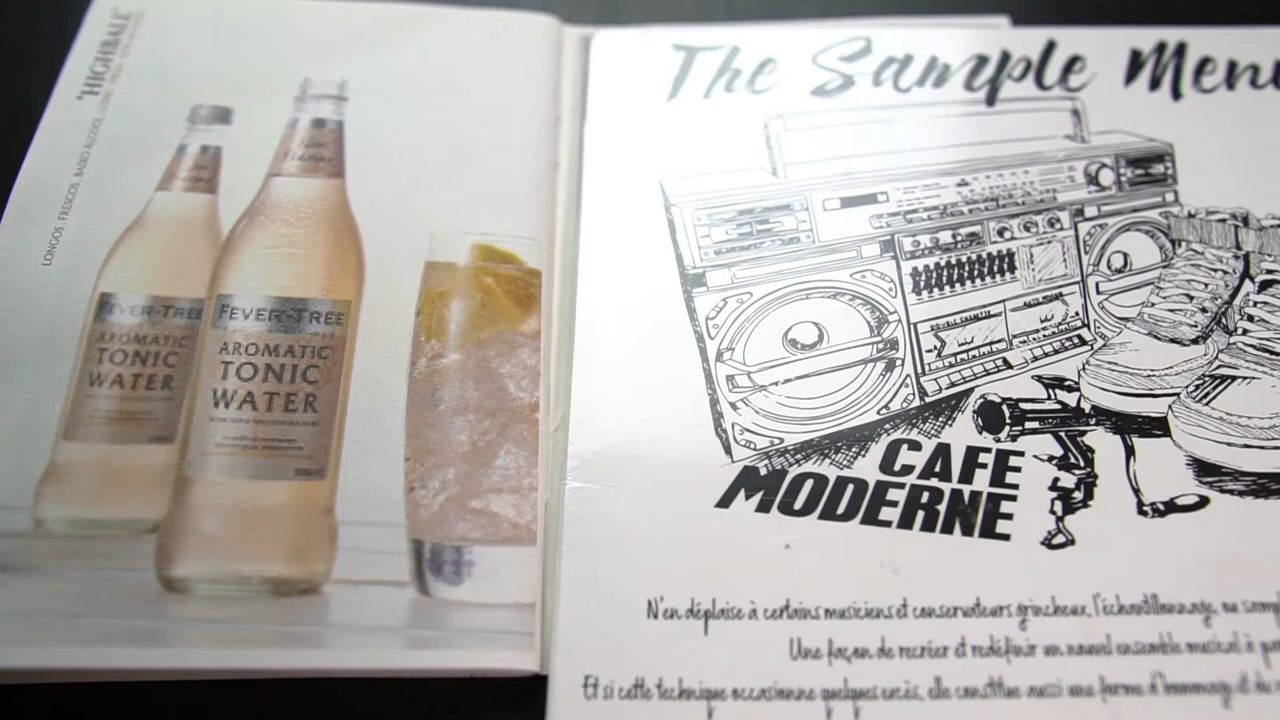 "HIGHBALL"
LONGOS, FRESCOS, BAIXO ALCOOL
FEVER-TREE
AROMATIC
TONIC
WATER
FEVER-TREE
AROMATIC
TONIC
WATER
The Sample Menu
CAFE
MODERNE
N'en déplaise à certains musiciens et conservateurs grincheux, l'échantillonnage, ou
Une façon de recréer et redéfinir un nouvel ensemble musical à
Et si cette technique occasionne quelques excès, elle constitue aussi une forme d'hommage et